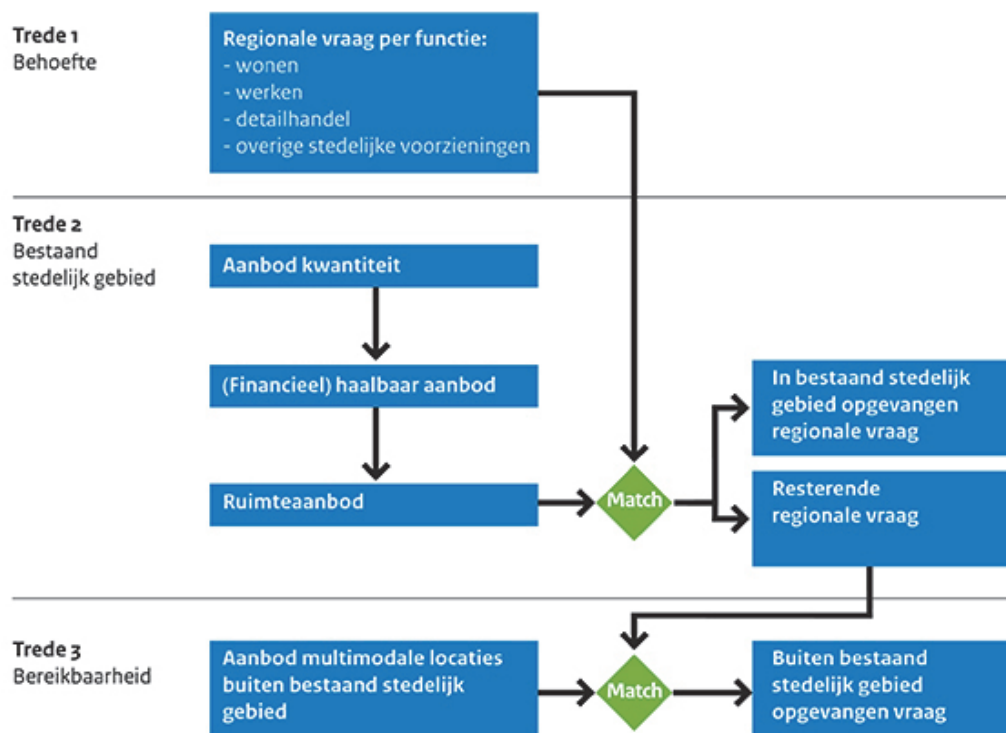 Trede 1
Behoefte
Regionale vraag per functie:
- wonen
- werken
- detailhandel
- overige stedelijke voorzieningen
Trede 2
Bestaand
stedelijk gebied
Aanbod kwantiteit
(Financieel) haalbaar aanbod
Ruimteaanbod
Match
In bestaand stedelijk
gebied opgevangen
regionale vraag
Resterende
regionale vraag
Trede 3
Bereikbaarheid
Aanbod multimodale locaties
buiten bestaand stedelijk
gebied
Match
Buiten bestaand
stedelijk gebied
opgevangen vraag